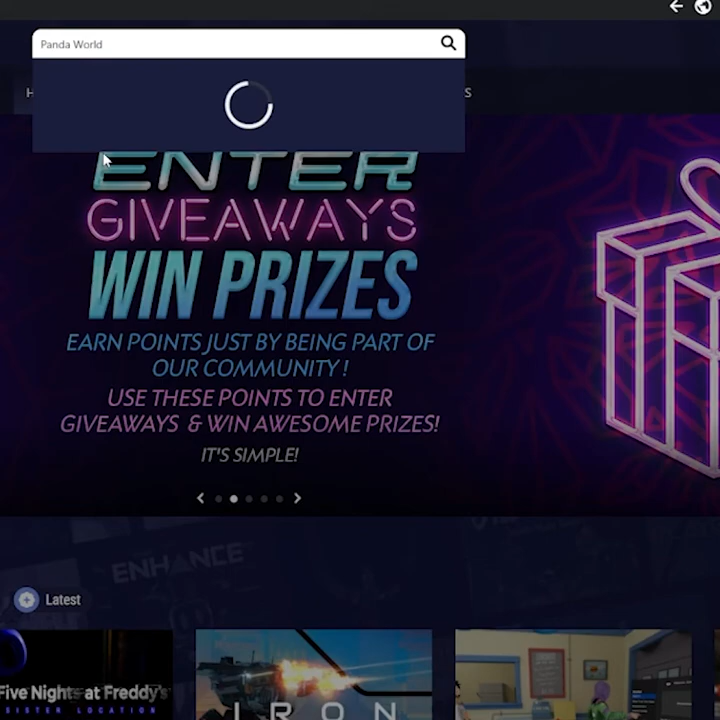 Panda World
H
S
ENTER
GIVEAWAYS
WIN PRIZES
EARN POINTS JUST BY BEING PART OF
OUR COMMUNITY !
USE THESE POINTS TO ENTER
GIVEAWAYS & WIN AWESOME PRIZES!
IT'S SIMPLE!
ENHANCE
Latest
Five Nights at Freddy's
SISTER LOCATION
IRON